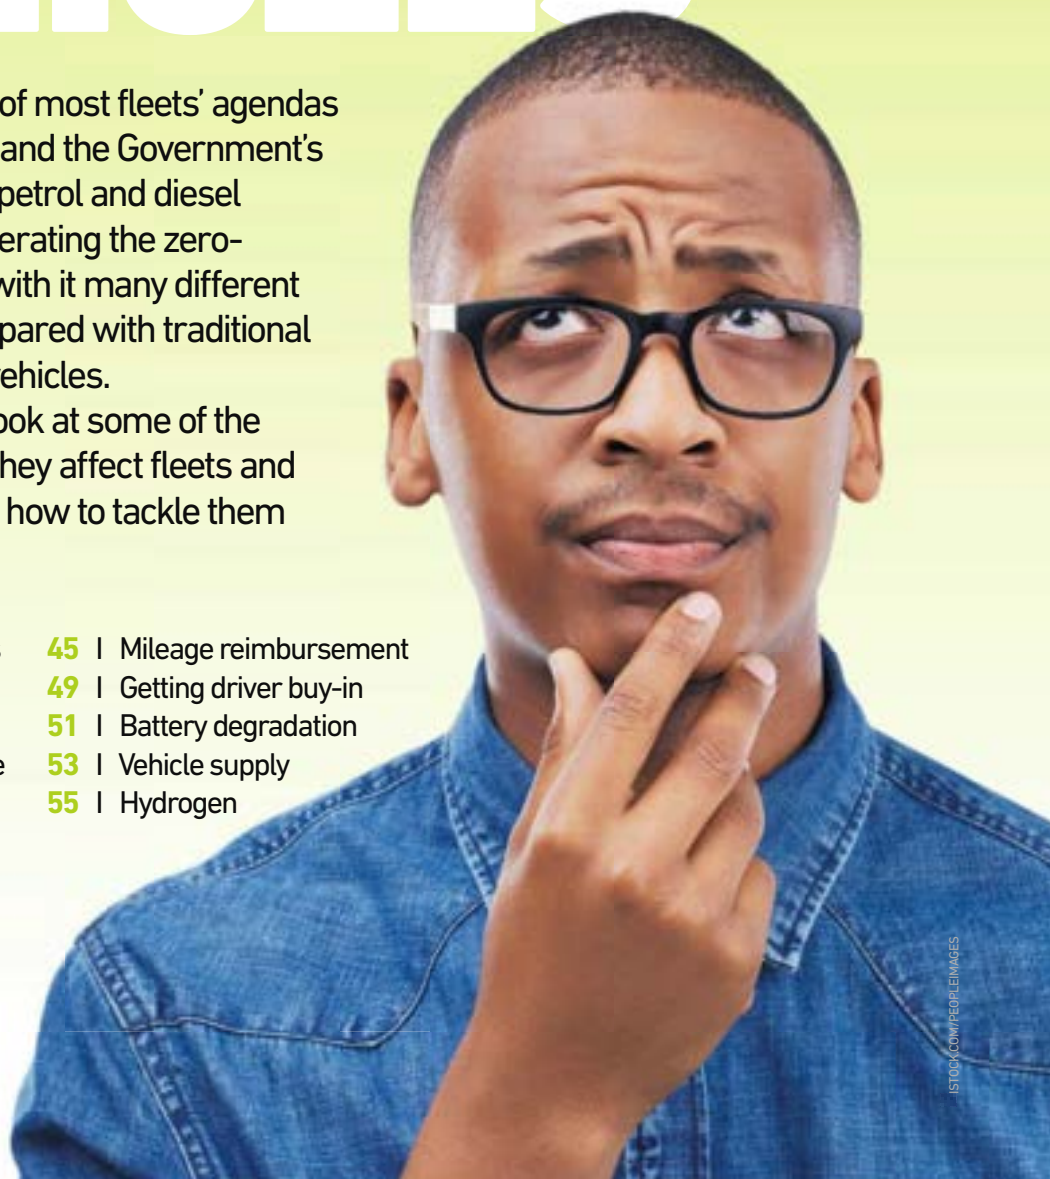 of most fleets’ agendas
and the Government’s
petrol and diesel
erating the zero-
with it many different
pared with traditional
ehicles.
ook at some of the
hey affect fleets and
how to tackle them
45 I Mileage reimbursement
49 I Getting driver buy-in
51 I Battery degradation
e 53 I Vehicle supply
55 I Hydrogen
ISTOCK.COM/PEOPLEIMAGES